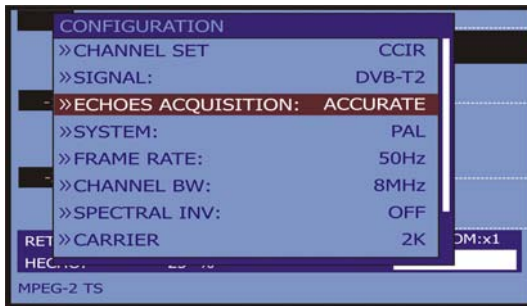 CONFIGURATION
»CHANNEL SET CCIR
»SIGNAL: DVB-T2
»ECHOES ACQUISITION: ACCURATE
»SYSTEM: PAL
»FRAME RATE: 50Hz
»CHANNEL BW: 8MHz
»SPECTRAL INV: OFF
»CARRIER 2K
RET OM:x1
MPEG-2 TS